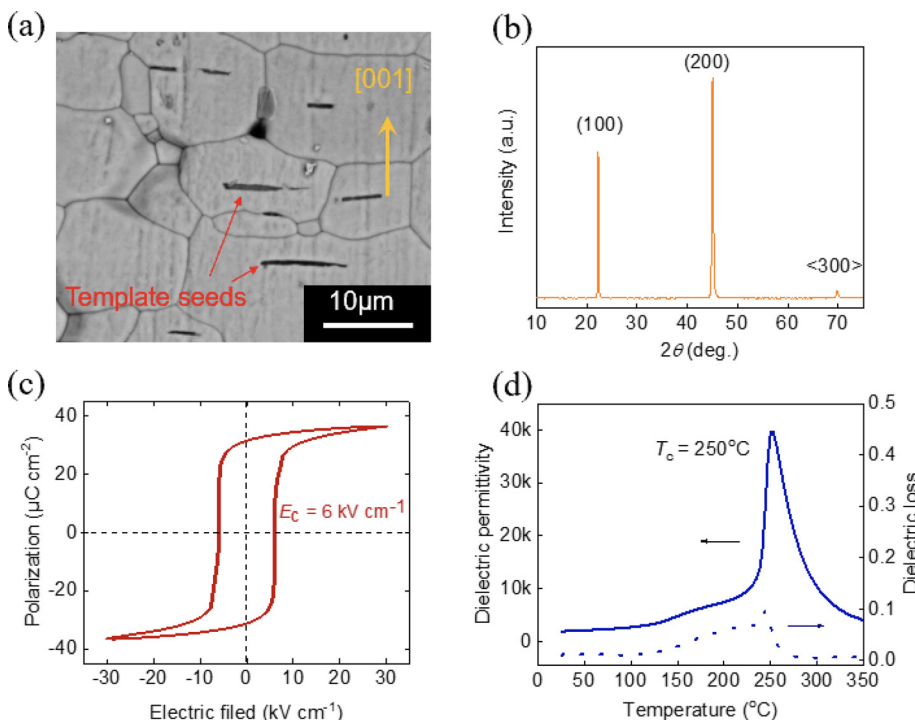 (a)
[001]
Template seeds
10μm
(b)
Intensity (a.u.)
(100)
(200)
<300>
10 20 30 40 50 60 70
2θ (deg.)
(c)
Polarization (μC cm⁻²)
40
20
0
-20
-40
E_c = 6 kV cm⁻¹
-30 -20 -10 0 10 20 30
Electric filed (kV cm⁻¹)
(d)
Dielectric permittivity
40k
30k
20k
10k
0
T_c = 250°C
0.5
0.4
0.3
0.2
0.1
0.0
Dielectric loss
0 50 100 150 200 250 300 350
Temperature (°C)